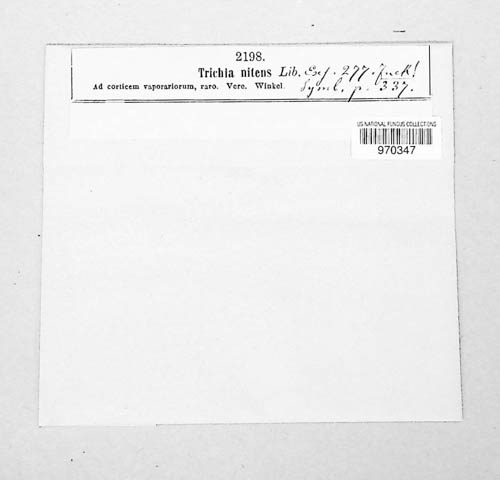 2198.
Trichia nitens Lib. Exs. 277. Fuck!
Ad corticem vaporariorum, raro. Vere. Winkel. Symb. p. 337.
US NATIONAL FUNGUS COLLECTIONS
970347